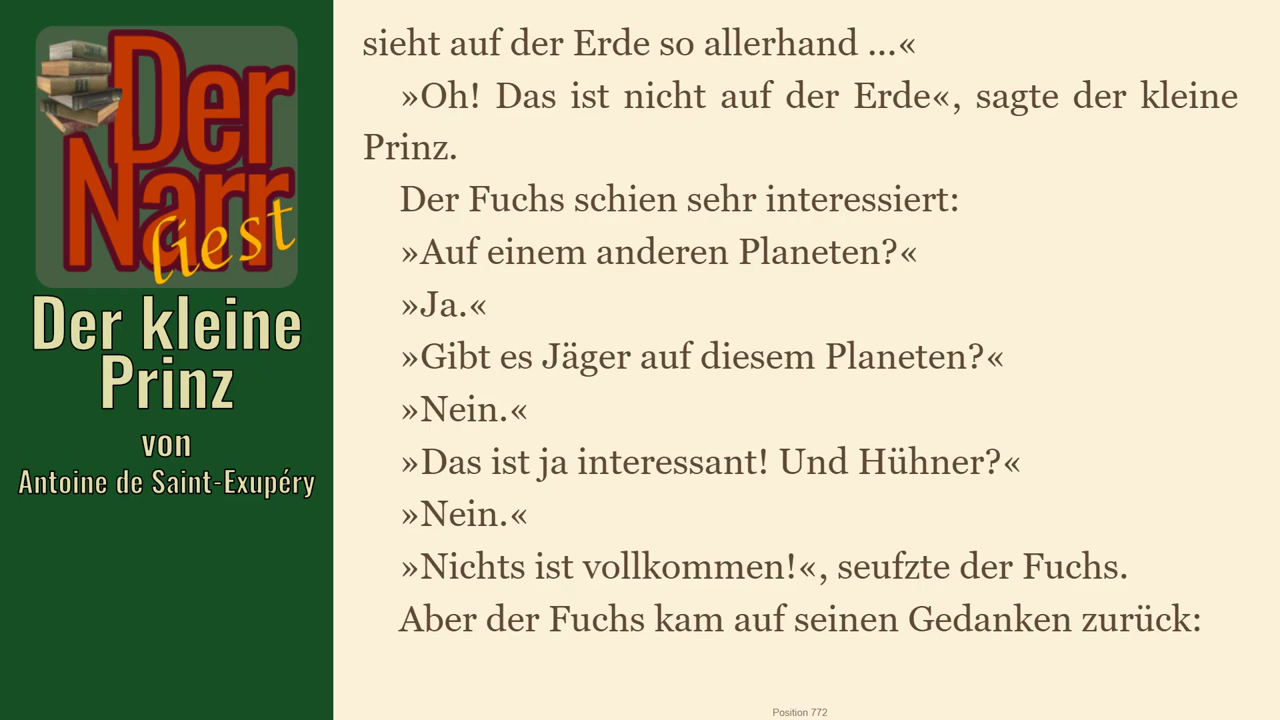 Der
Narr
liest
Der kleine
Prinz
von
Antoine de Saint-Exupéry
sieht auf der Erde so allerhand ...«
»Oh! Das ist nicht auf der Erde«, sagte der kleine
Prinz.
Der Fuchs schien sehr interessiert:
»Auf einem anderen Planeten?«
»Ja.«
»Gibt es Jäger auf diesem Planeten?«
»Nein.«
»Das ist ja interessant! Und Hühner?«
»Nein.«
»Nichts ist vollkommen!«, seufzte der Fuchs.
Aber der Fuchs kam auf seinen Gedanken zurück:
Position 772